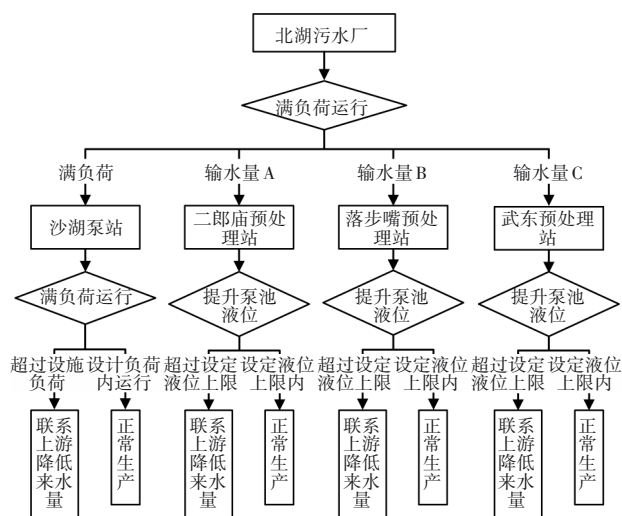 北湖污水厂
满负荷运行
满负荷
输水量A
输水量B
输水量C
沙湖泵站
二郎庙预处
理站
落步嘴预处
理站
武东预处理
站
满负荷运行
提升泵池
液位
提升泵池
液位
提升泵池
液位
超过设施
负荷
设计负荷
内运行
超过设定
液位上限
设定液位
上限内
超过设定
液位上限
设定液位
上限内
超过设定
液位上限
设定液位
上限内
联系
上游
降低
来水
量
正
常
生
产
联系
上游
降低
来水
量
正
常
生
产
联系
上游
降低
来水
量
正
常
生
产
联系
上游
降低
来水
量
正
常
生
产